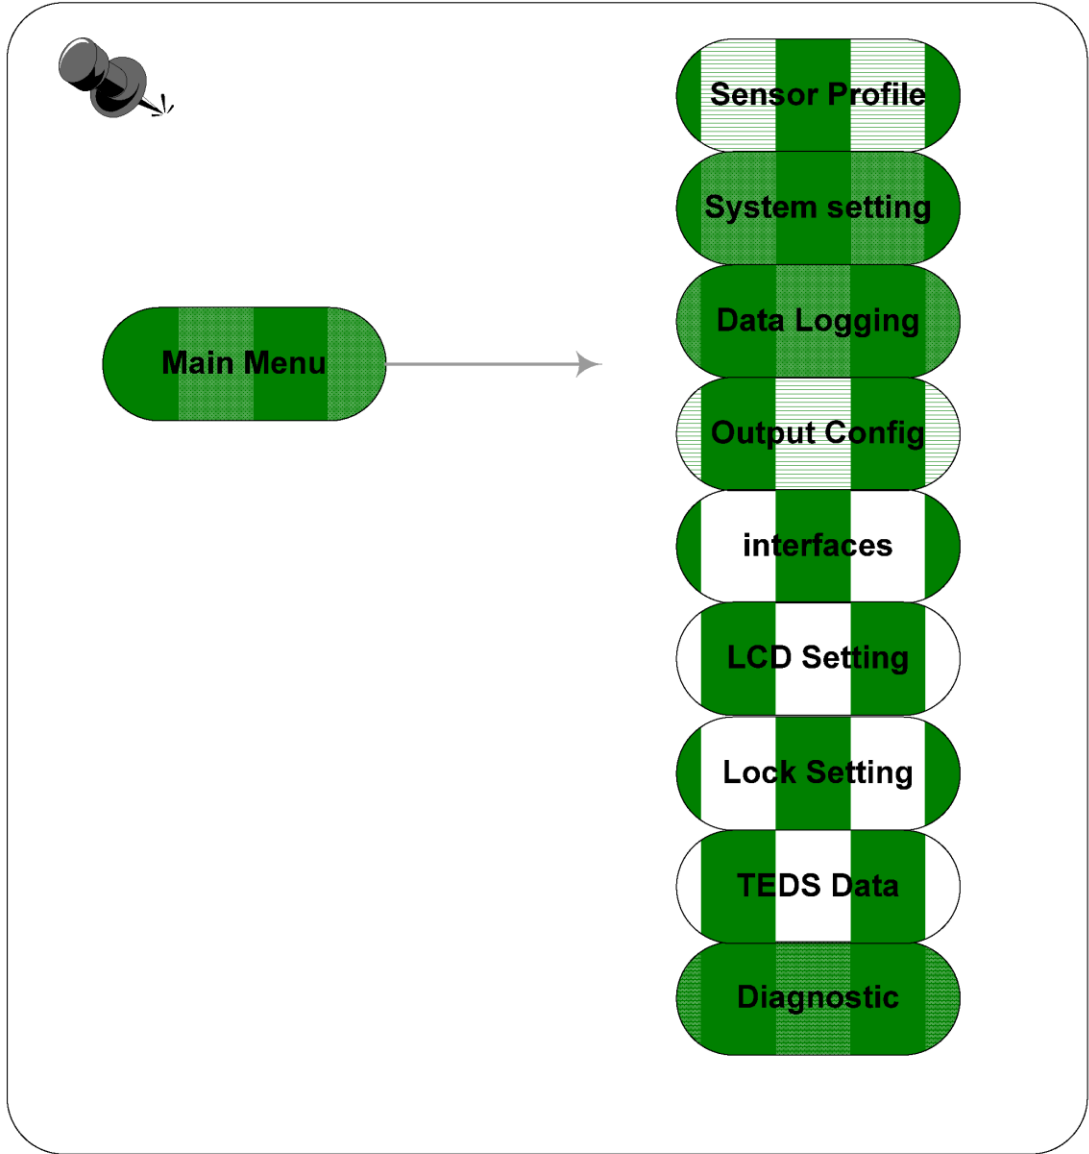 Sensor Profile
System setting
Data Logging
Main Menu
Output Config
interfaces
LCD Setting
Lock Setting
TEDS Data
Diagnostic